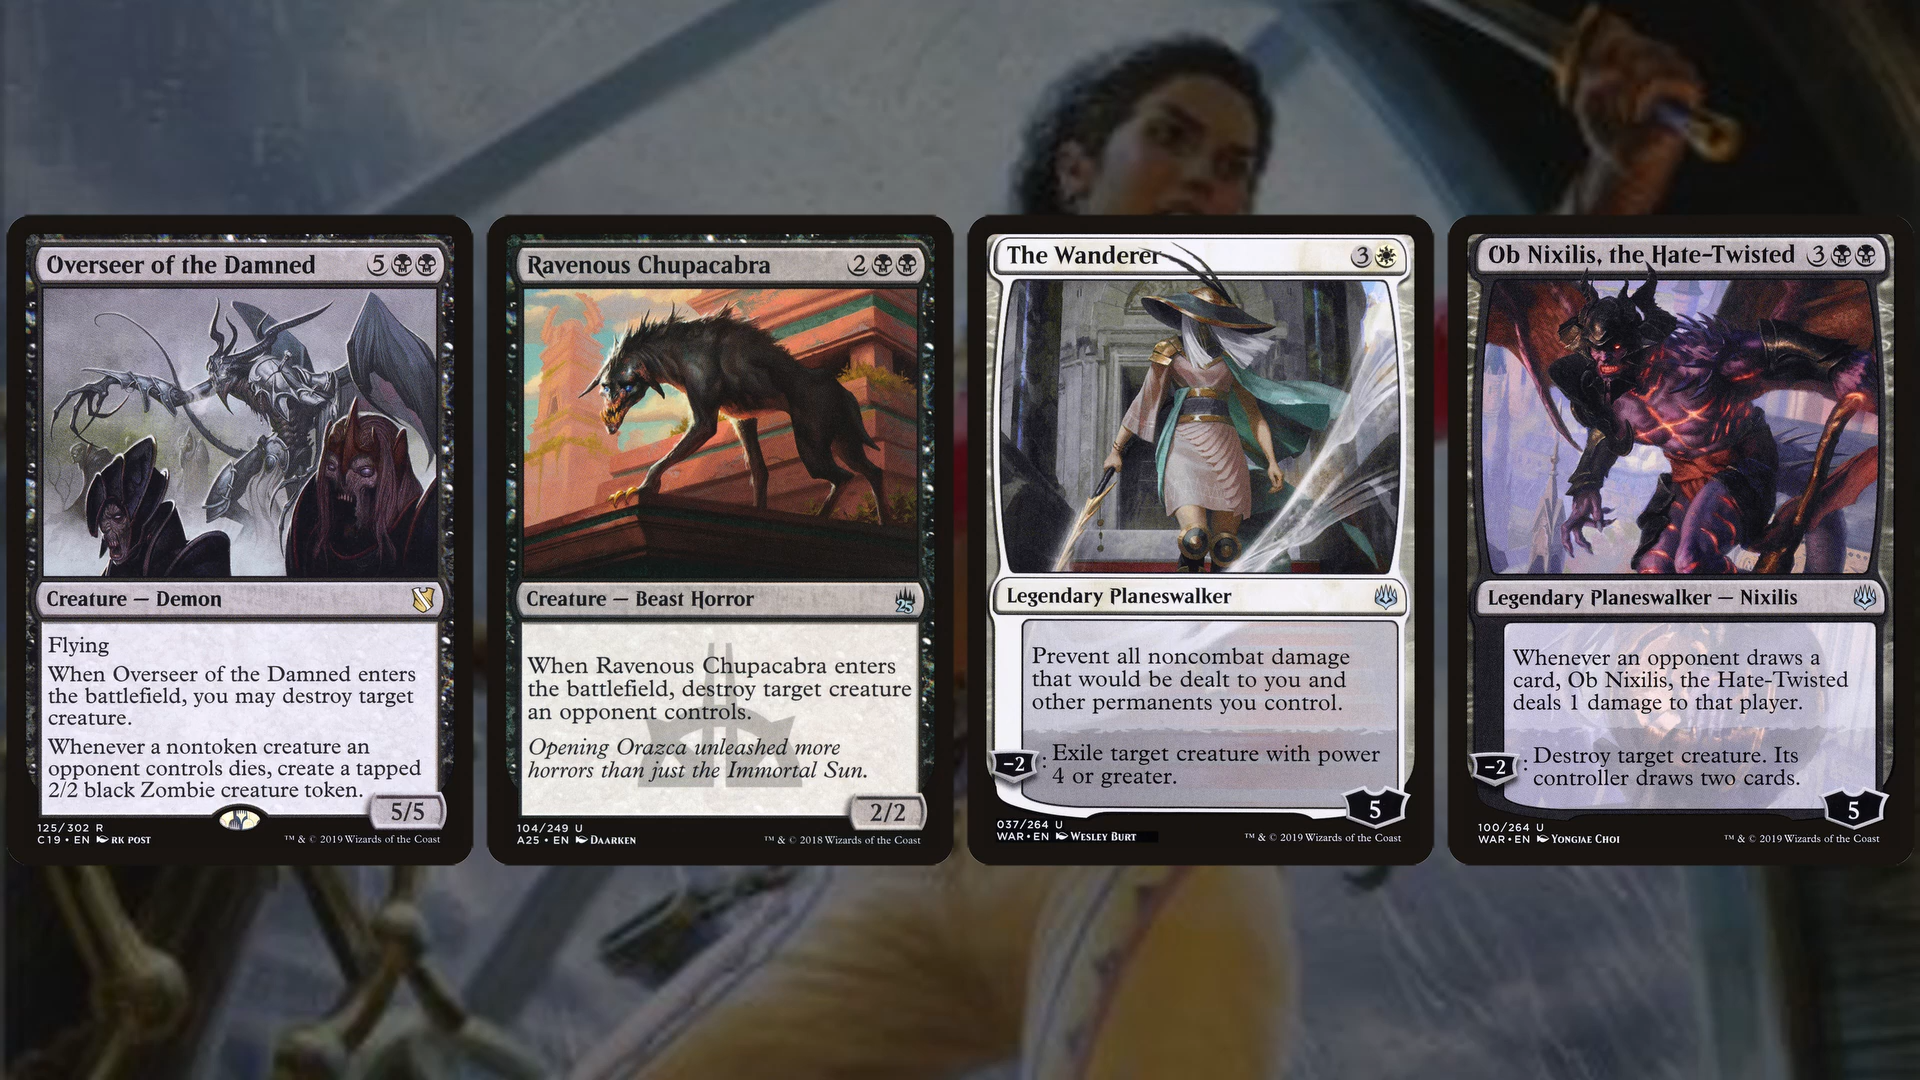 Overseer of the Damned 5
Creature — Demon
Flying
When Overseer of the Damned enters
the battlefield, you may destroy target
creature.
Whenever a nontoken creature an
opponent controls dies, create a tapped
2/2 black Zombie creature token.
5/5
125/302 R
C19 • EN RK POST
™ & © 2019 Wizards of the Coast
Ravenous Chupacabra 2
Creature — Beast Horror
25
When Ravenous Chupacabra enters
the battlefield, destroy target creature
an opponent controls.
Opening Orazca unleashed more
horrors than just the Immortal Sun.
2/2
104/249 U
A25 • EN DAARKEN
™ & © 2018 Wizards of the Coast
The Wanderer 3
Legendary Planeswalker
Prevent all noncombat damage
that would be dealt to you and
other permanents you control.
-2 : Exile target creature with power
4 or greater.
5
037/264 U
WAR • EN WESLEY BURT
™ & © 2019 Wizards of the Coast
Ob Nixilis, the Hate-Twisted 3
Legendary Planeswalker — Nixilis
Whenever an opponent draws a
card, Ob Nixilis, the Hate-Twisted
deals 1 damage to that player.
-2 : Destroy target creature. Its
controller draws two cards.
5
100/264 U
WAR • EN YONGJAE CHOI
™ & © 2019 Wizards of the Coast